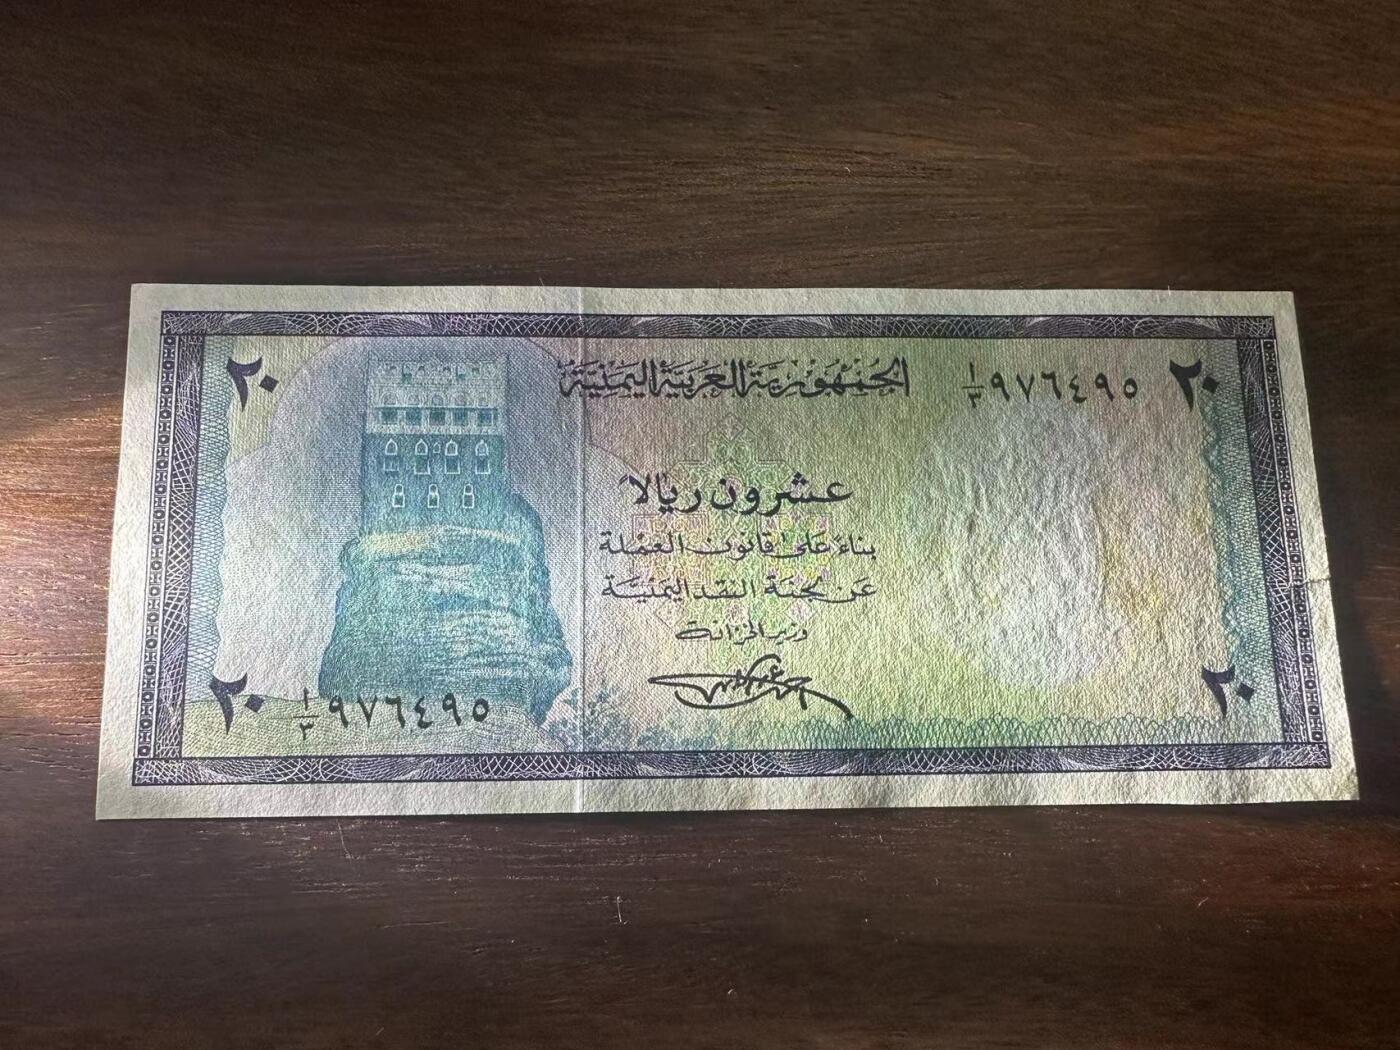 ٢٠
الجمهورية العربية اليمنية
١/٣ ٩٧٦٤٩٥
٢٠
عشرون ريالا
بناء على قانون العملة
عن لجنة النقد اليمنية
وزير الخزانة
٢٠
١/٣ ٩٧٦٤٩٥
٢٠